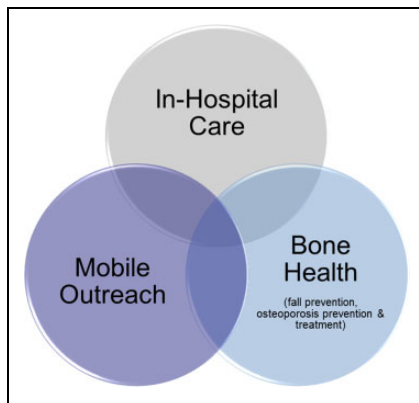 In-Hospital
Care
Mobile
Outreach
Bone
Health
(fall prevention,
osteoporosis prevention &
treatment)